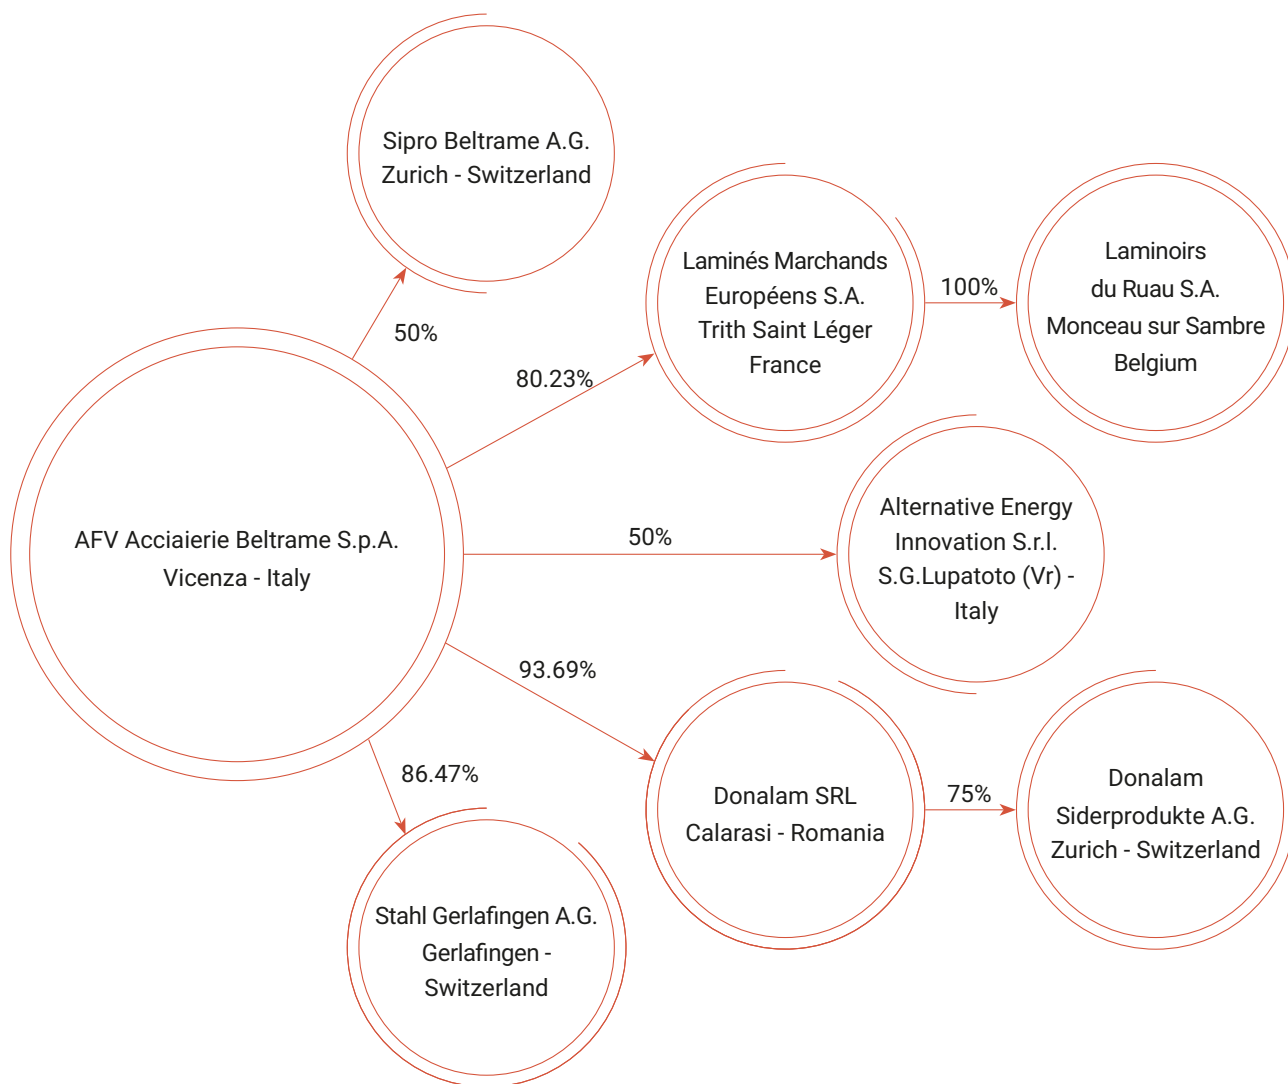 Sipro Beltrame A.G.
Zurich - Switzerland
50%
Laminés Marchands
Européens S.A.
Trith Saint Léger
France
100%
Laminoirs
du Ruau S.A.
Monceau sur Sambre
Belgium
80.23%
AFV Acciaierie Beltrame S.p.A.
Vicenza - Italy
50%
Alternative Energy
Innovation S.r.l.
S.G.Lupatoto (Vr) -
Italy
93.69%
Donalam SRL
Calarasi - Romania
75%
Donalam
Siderprodukte A.G.
Zurich - Switzerland
86.47%
Stahl Gerlafingen A.G.
Gerlafingen -
Switzerland